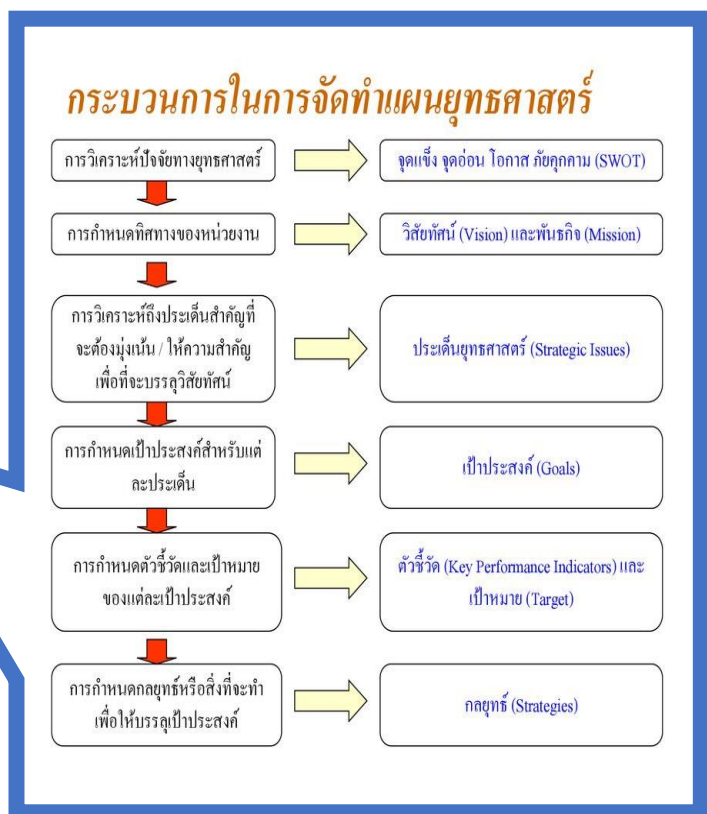 กระบวนการในการจัดทำแผนยุทธศาสตร์
การวิเคราะห์ปัจจัยทางยุทธศาสตร์
จุดแข็ง จุดอ่อน โอกาส ภัยคุกคาม (SWOT)
การกำหนดทิศทางของหน่วยงาน
วิสัยทัศน์ (Vision) และพันธกิจ (Mission)
การวิเคราะห์ถึงประเด็นสำคัญที่
จะต้องมุ่งเน้น / ให้ความสำคัญ
เพื่อที่จะบรรลุวิสัยทัศน์
ประเด็นยุทธศาสตร์ (Strategic Issues)
การกำหนดเป้าประสงค์สำหรับแต่
ละประเด็น
เป้าประสงค์ (Goals)
การกำหนดตัวชี้วัดและเป้าหมาย
ของแต่ละเป้าประสงค์
ตัวชี้วัด (Key Performance Indicators) และ
เป้าหมาย (Target)
การกำหนดกลยุทธ์หรือสิ่งที่จะทำ
เพื่อให้บรรลุเป้าประสงค์
กลยุทธ์ (Strategies)